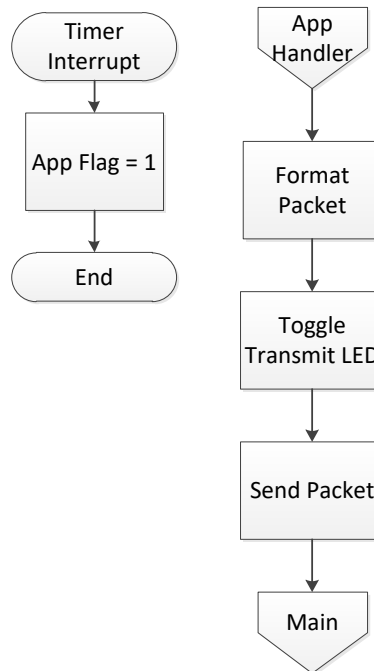 Timer
Interrupt
App Flag = 1
End
App
Handler
Format
Packet
Toggle
Transmit LED
Send Packet
Main